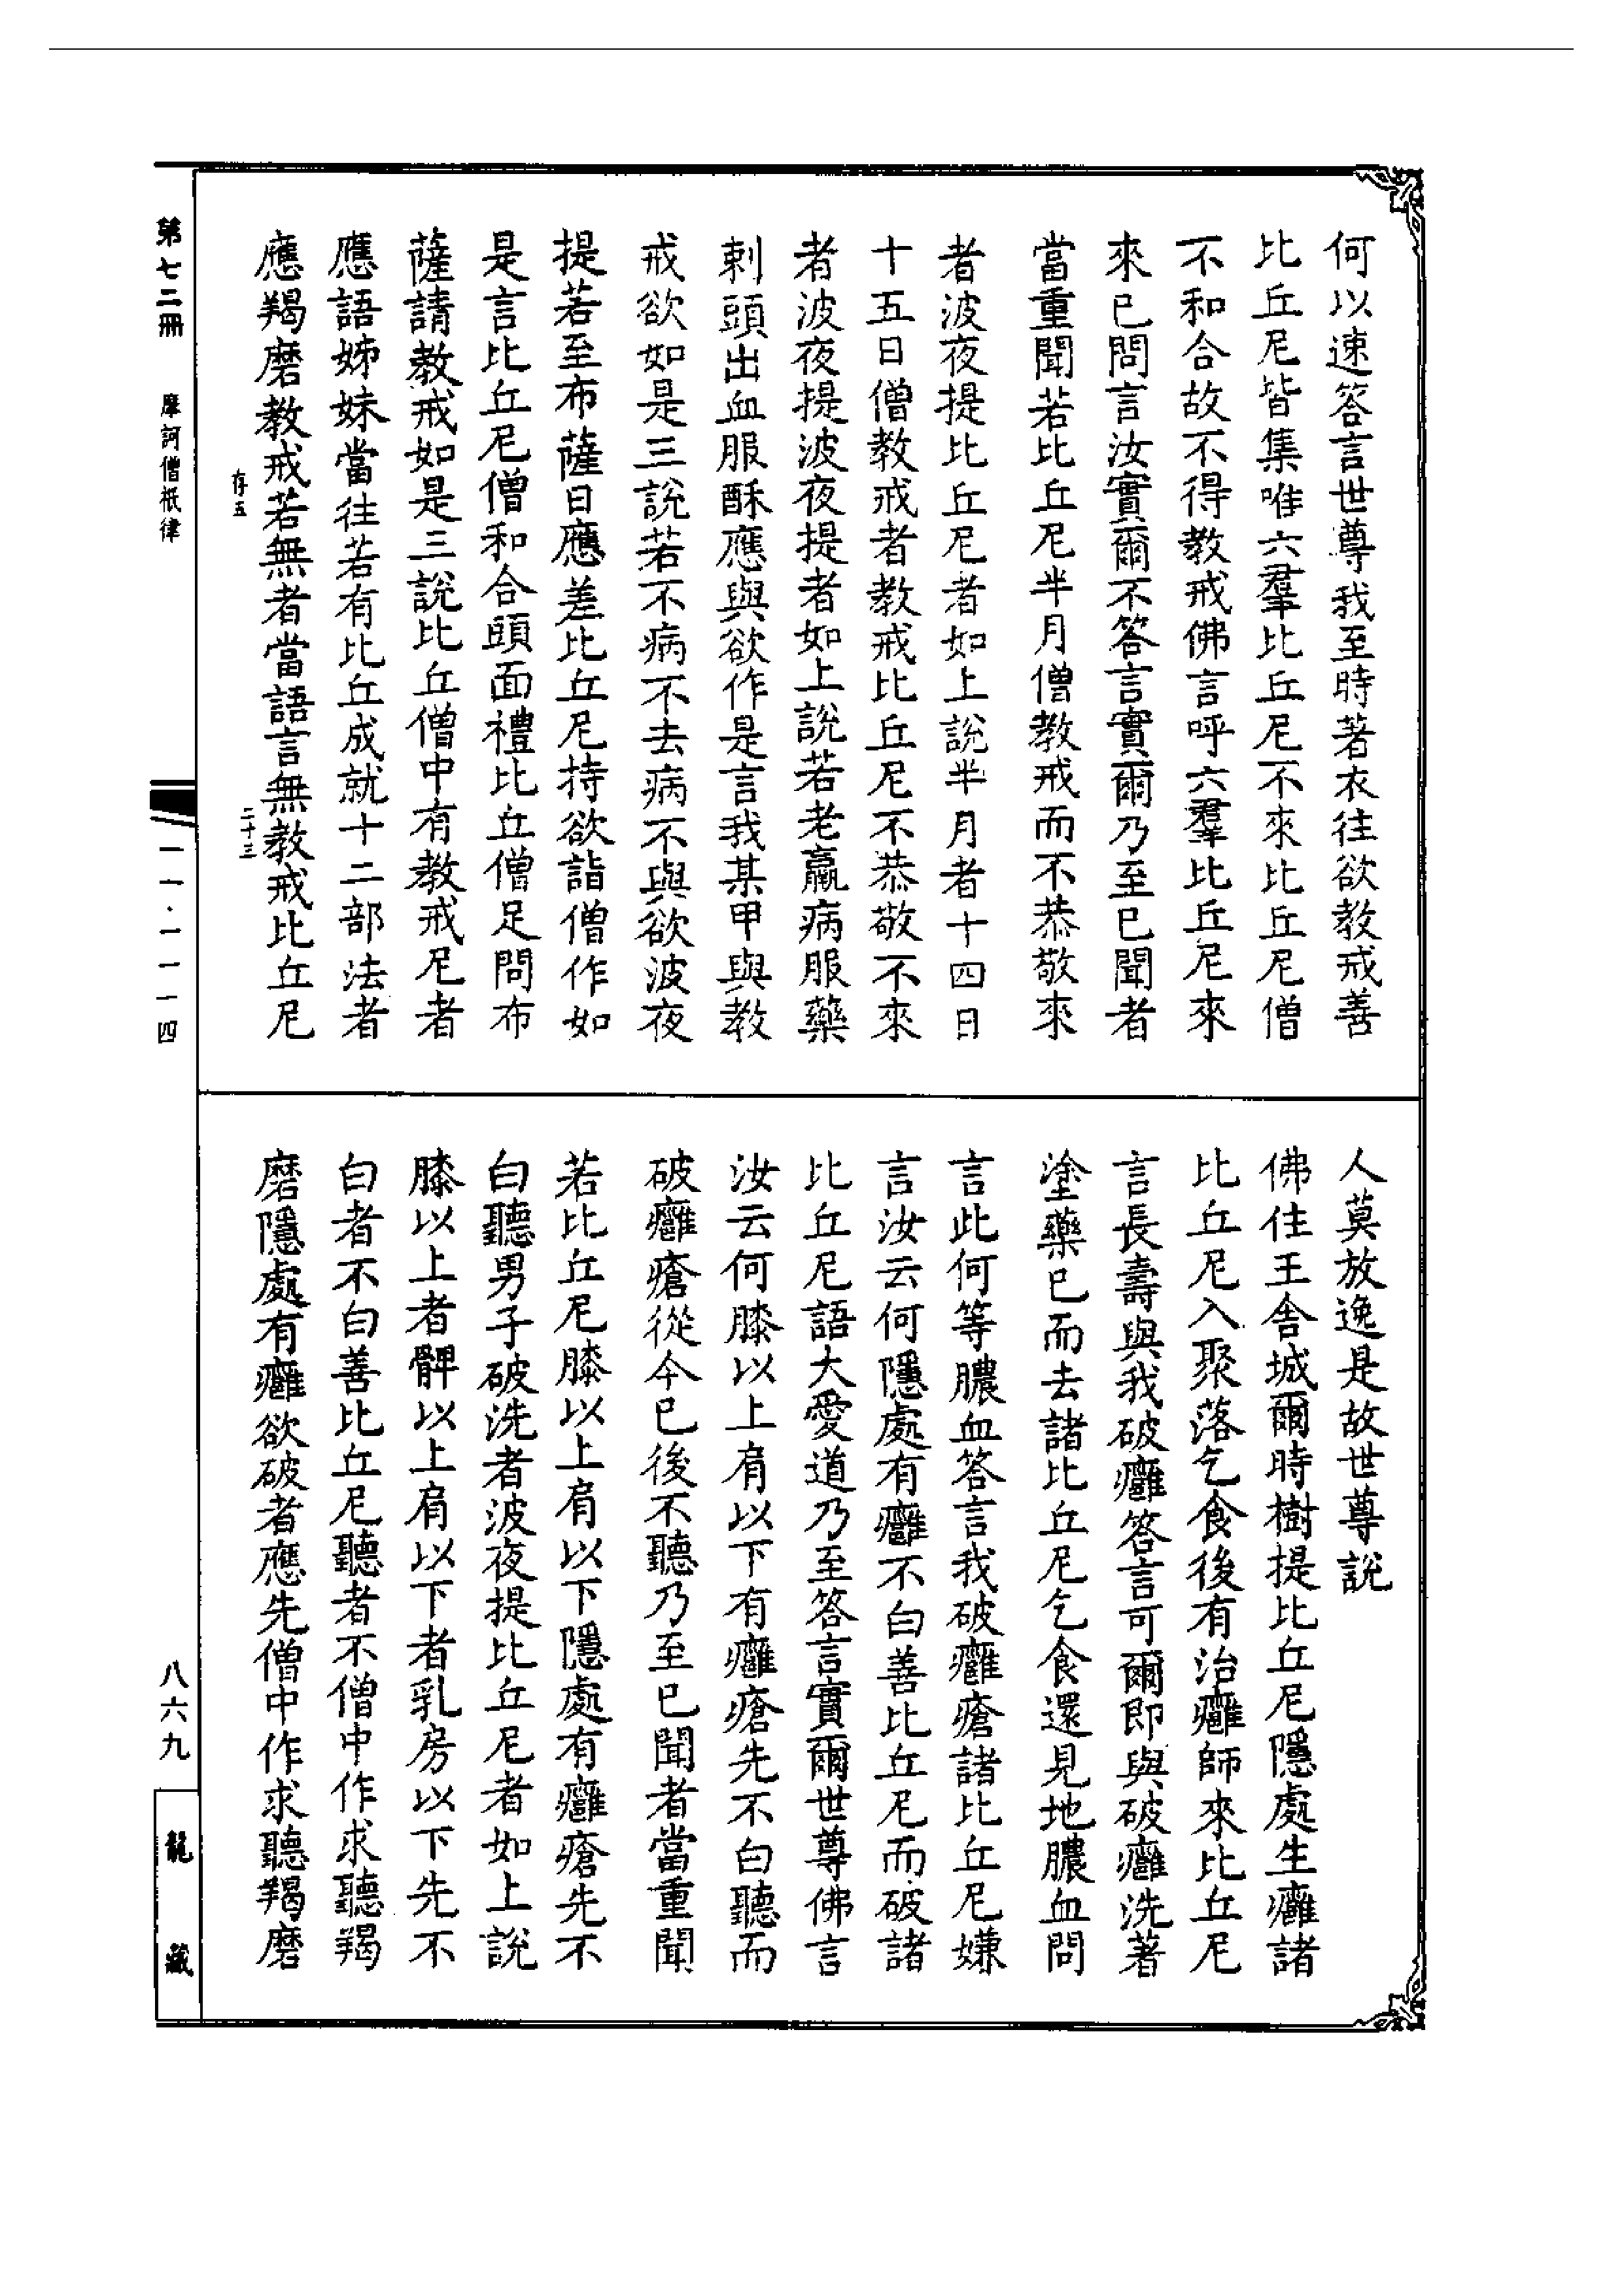 何以速答言世尊我至時著衣往欲教戒善
比丘尼皆集唯六羣比丘尼不來比丘尼僧
不和合故不得教戒佛言呼六羣比丘尼來
來已問言汝實爾不答言實爾乃至已聞者
當重聞若比丘尼半月僧教戒而不恭敬來
者波夜提比丘尼者如上說半月者十四日
十五日僧教戒者教戒比丘尼不恭敬不來
者波夜提波夜提者如上說若老羸病服藥
刺頭出血服酥應與欲作是言我某甲與教
戒欲如是三說若不病不去病不與欲波夜
提若至布薩日應差比丘尼持欲詣僧作如
是言比丘尼僧和合頭面禮比丘僧足問布
薩請教戒如是三說比丘僧中有教戒尼者
應語姊妹當往若有比丘成就十二部法者
應羯磨教戒若無者當語言無教戒比丘尼
存五
二十三
人莫放逸是故世尊說
佛住王舍城爾時樹提比丘尼隱處生癰諸
比丘尼入聚落乞食後有治癰師來比丘尼
言長壽與我破癰答言可爾即與破癰洗著
塗藥已而去諸比丘尼乞食還見地膿血問
言此何等膿血答言我破癰瘡諸比丘尼嫌
言汝云何隱處有癰不白善比丘尼而破諸
比丘尼語大愛道乃至答言實爾世尊佛言
汝云何膝以上肩以下有癰瘡先不白聽而
破癰瘡從今已後不聽乃至已聞者當重聞
若比丘尼膝以上肩以下隱處有癰瘡先不
白聽男子破洗者波夜提比丘尼者如上說
膝以上者髀以上肩以下者乳房以下先不
白者不白善比丘尼聽者不僧中作求聽羯
磨隱處有癰欲破者應先僧中作求聽羯磨
第七二冊
摩訶僧祇律
一一·一一一四
八六九
龍藏